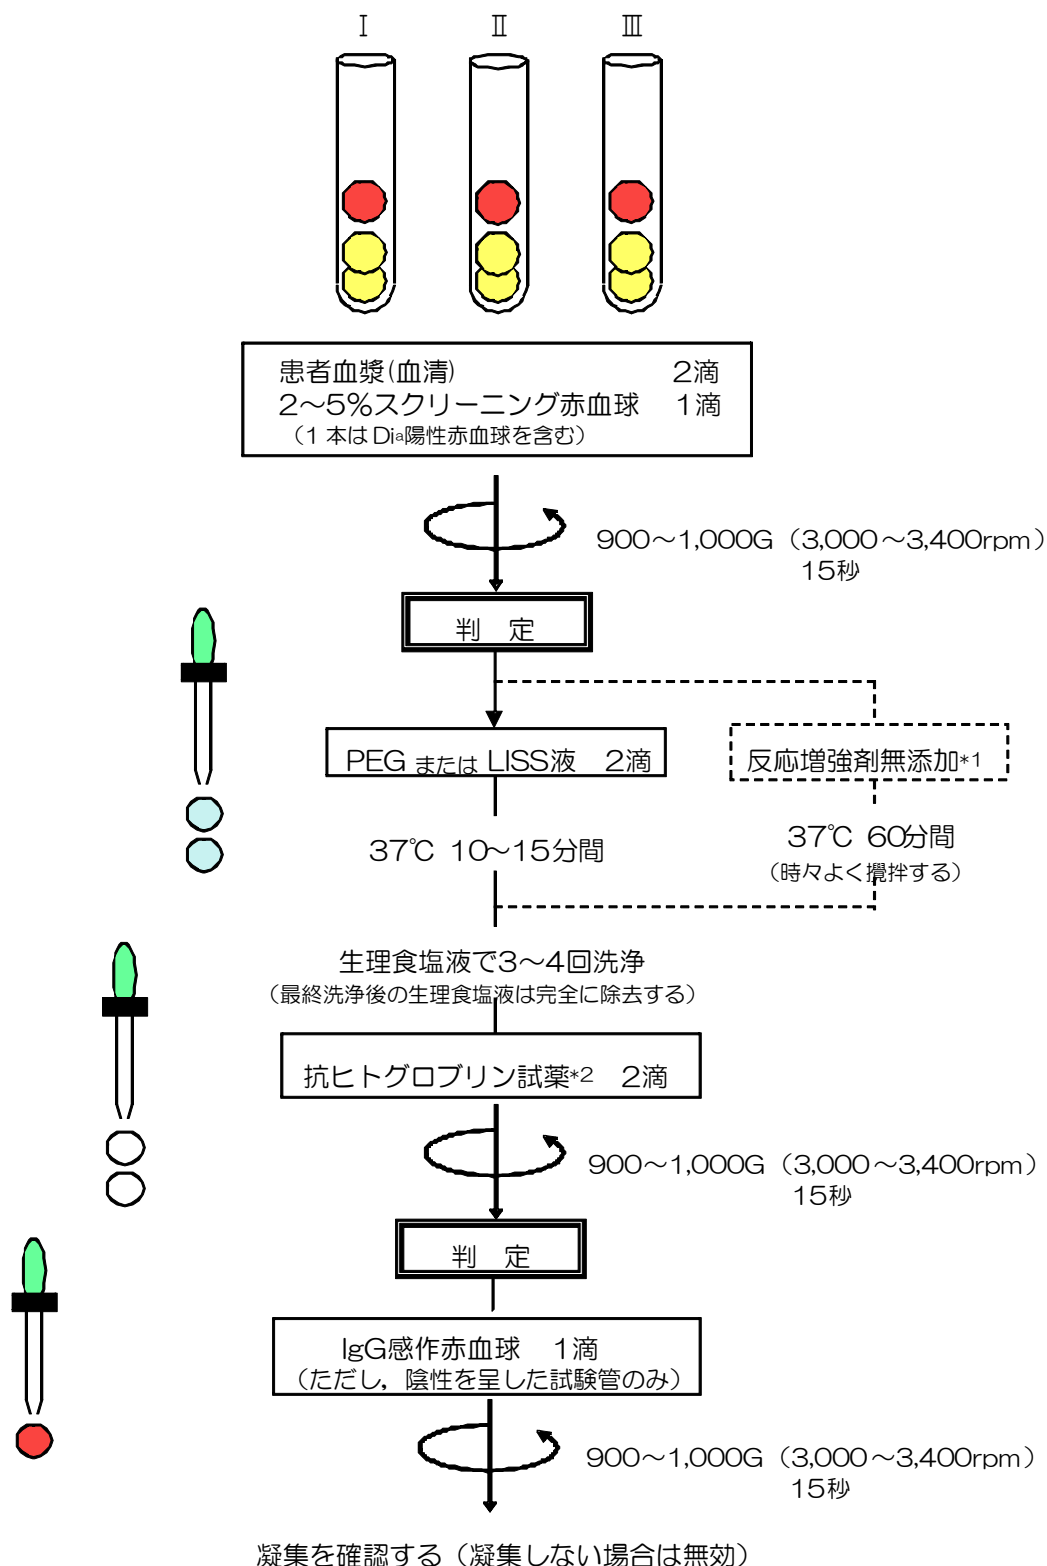 Ⅰ Ⅱ Ⅲ
患者血漿(血清) 2滴
2～5％スクリーニング赤血球 1滴
（1本はDiª陽性赤血球を含む）
900～1,000G（3,000～3,400rpm）
15秒
判 定
PEG または LISS液 2滴
反応増強剤無添加*1
37℃ 10～15分間
37℃ 60分間
（時々よく攪拌する）
生理食塩液で3～4回洗浄
（最終洗浄後の生理食塩液は完全に除去する）
抗ヒトグロブリン試薬*2 2滴
900～1,000G（3,000～3,400rpm）
15秒
判 定
IgG感作赤血球 1滴
（ただし，陰性を呈した試験管のみ）
900～1,000G（3,000～3,400rpm）
15秒
凝集を確認する（凝集しない場合は無効）